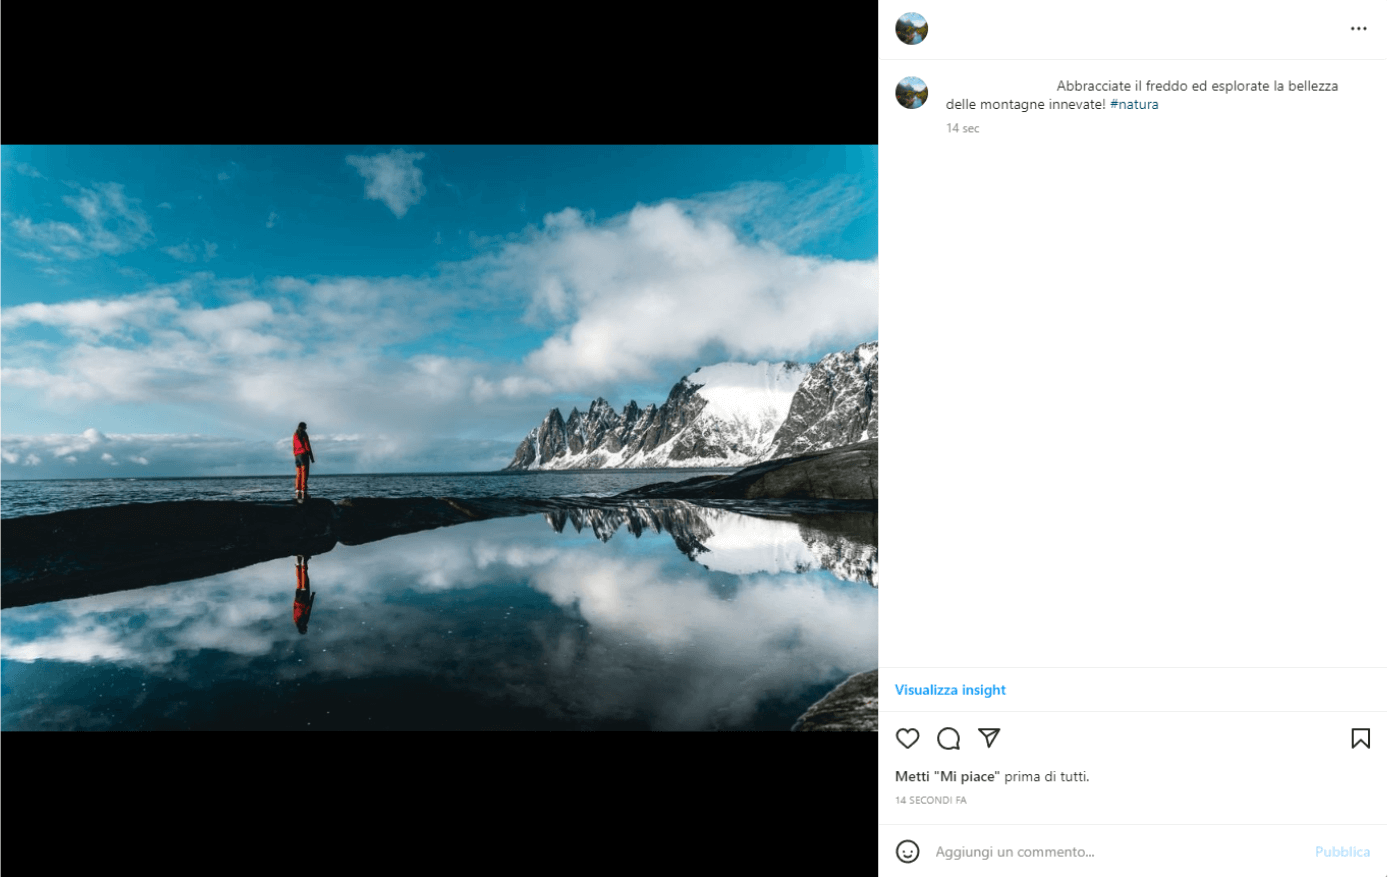 Abbracciate il freddo ed esplorate la bellezza
delle montagne innevate! #natura
14 sec
Visualizza insight
Metti "Mi piace" prima di tutti.
14 SECONDI FA
Aggiungi un commento...
Pubblica